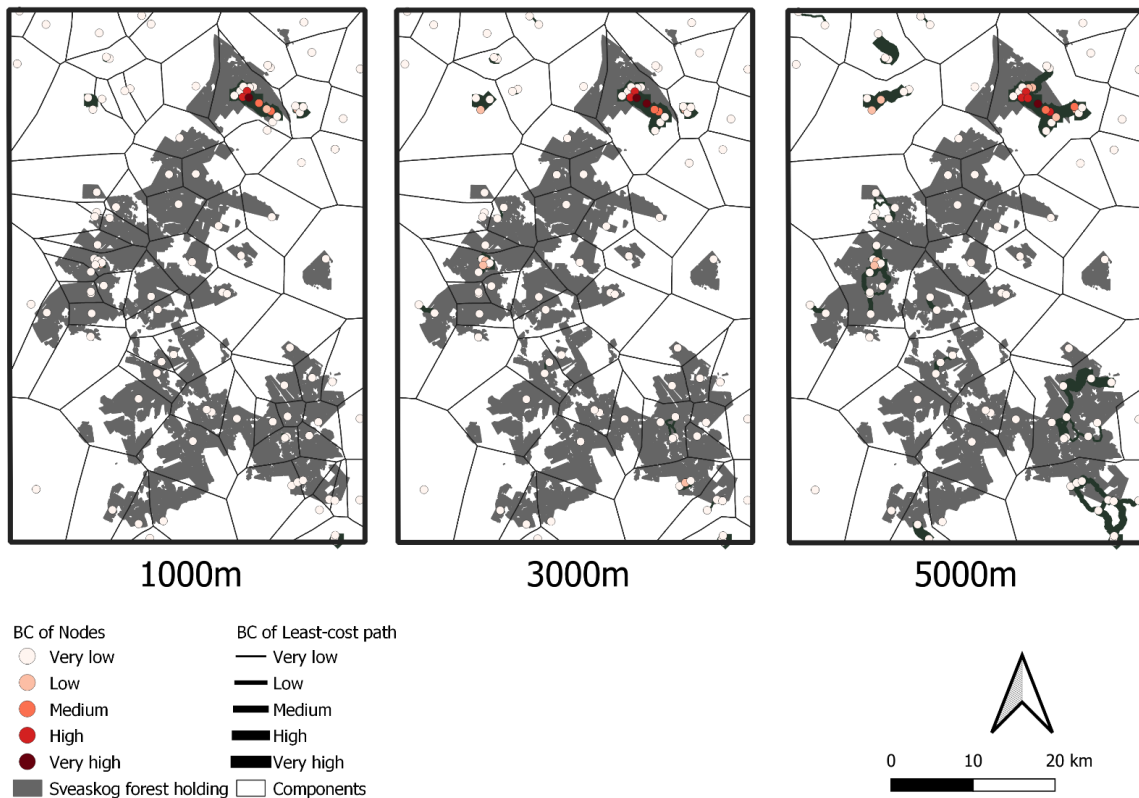 1000m 3000m 5000m
BC of Nodes BC of Least-cost path
Very low Very low
Low Low
Medium Medium
High High
Very high Very high
Sveaskog forest holding Components
0 10 20 km